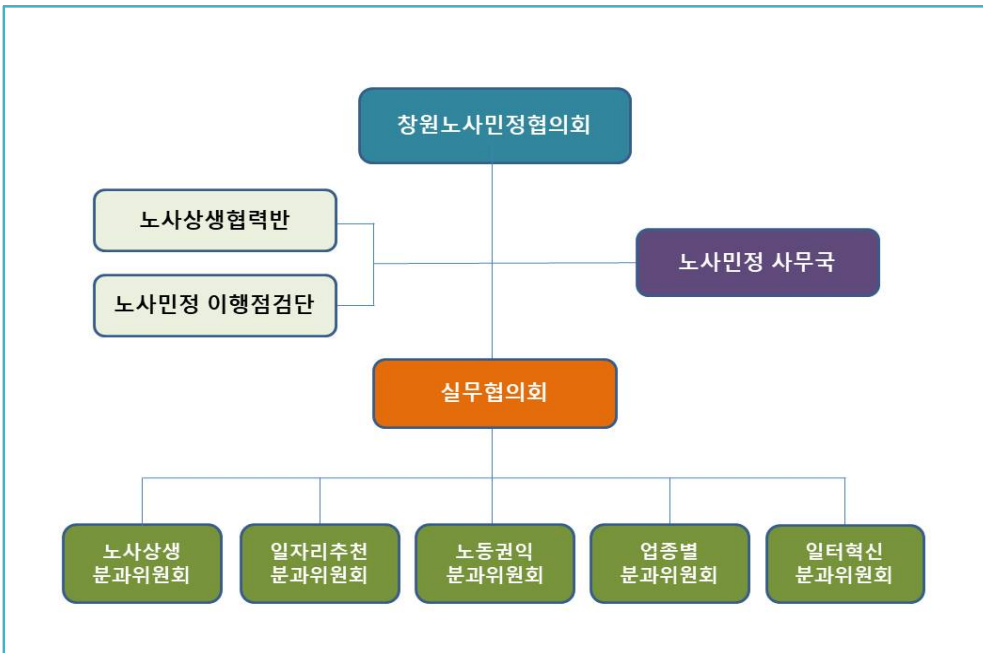 창원노사민정협의회
노사상생협력반
노사민정 사무국
노사민정 이행점검단
실무협의회
노사상생
분과위원회
일자리추천
분과위원회
노동권익
분과위원회
업종별
분과위원회
일터혁신
분과위원회